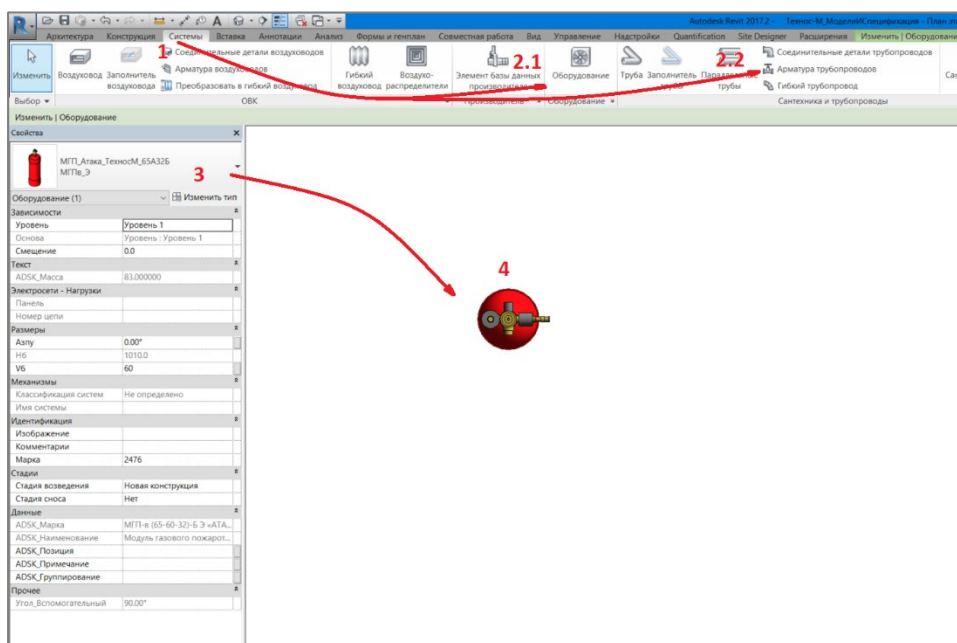 Autodesk Revit 2017.2 - Технос-М_МоделиИСпецификация - План эт
Архитектура Конструкция Системы Вставка Аннотации Анализ Формы и генплан Совместная работа Вид Управление Надстройки Quantification Site Designer Расширения Изменить | Оборудовани
1
2.1
2.2
Изменить
Воздуховод
Заполнитель
воздуховода
Соединительные детали воздуховодов
Арматура воздуховодов
Преобразовать в гибкий воздуховод
Гибкий
воздуховод
Воздухо-
распределители
Элемент базы данных
производителя
Оборудование
Труба
Заполнитель
трубы
Параллельные
трубы
Соединительные детали трубопроводов
Арматура трубопроводов
Гибкий трубопровод
Сан
Выбор
ОВК
Производитель
Оборудование
Сантехника и трубопроводы
Изменить | Оборудование
Свойства
МГП_Атака_ТехносМ_65А32Б
МГПв_Э
3
4
Оборудование (1) Изменить тип
Зависимости
Уровень Уровень 1
Основа Уровень : Уровень 1
Смещение 0.0
Текст
ADSK_Масса 83.000000
Электросети - Нагрузки
Панель
Номер цепи
Размеры
Aзпу 0.00°
Hб 1010.0
Vб 60
Механизмы
Классификация систем Не определено
Имя системы
Идентификация
Изображение
Комментарии
Марка 2476
Стадии
Стадия возведения Новая конструкция
Стадия сноса Нет
Данные
ADSK_Марка МГП-в (65-60-32)-Б Э «АТА...
ADSK_Наименование Модуль газового пожарот...
ADSK_Позиция
ADSK_Примечание
ADSK_Группирование
Прочее
Угол_Вспомогательный 90.00°